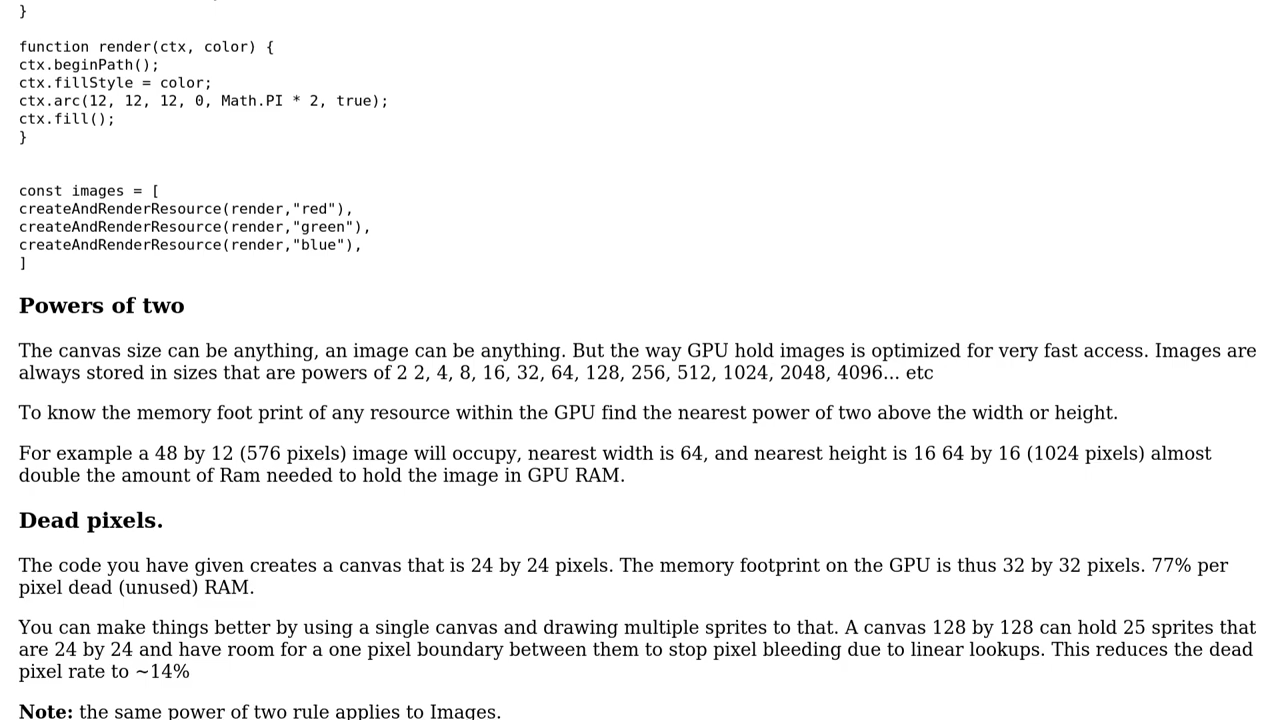 }
function render(ctx, color) {
ctx.beginPath();
ctx.fillStyle = color;
ctx.arc(12, 12, 12, 0, Math.PI * 2, true);
ctx.fill();
}
const images = [
createAndRenderResource(render,"red"),
createAndRenderResource(render,"green"),
createAndRenderResource(render,"blue"),
]
Powers of two
The canvas size can be anything, an image can be anything. But the way GPU hold images is optimized for very fast access. Images are
always stored in sizes that are powers of 2 2, 4, 8, 16, 32, 64, 128, 256, 512, 1024, 2048, 4096... etc
To know the memory foot print of any resource within the GPU find the nearest power of two above the width or height.
For example a 48 by 12 (576 pixels) image will occupy, nearest width is 64, and nearest height is 16 64 by 16 (1024 pixels) almost
double the amount of Ram needed to hold the image in GPU RAM.
Dead pixels.
The code you have given creates a canvas that is 24 by 24 pixels. The memory footprint on the GPU is thus 32 by 32 pixels. 77% per
pixel dead (unused) RAM.
You can make things better by using a single canvas and drawing multiple sprites to that. A canvas 128 by 128 can hold 25 sprites that
are 24 by 24 and have room for a one pixel boundary between them to stop pixel bleeding due to linear lookups. This reduces the dead
pixel rate to ~14%
Note: the same power of two rule applies to Images.